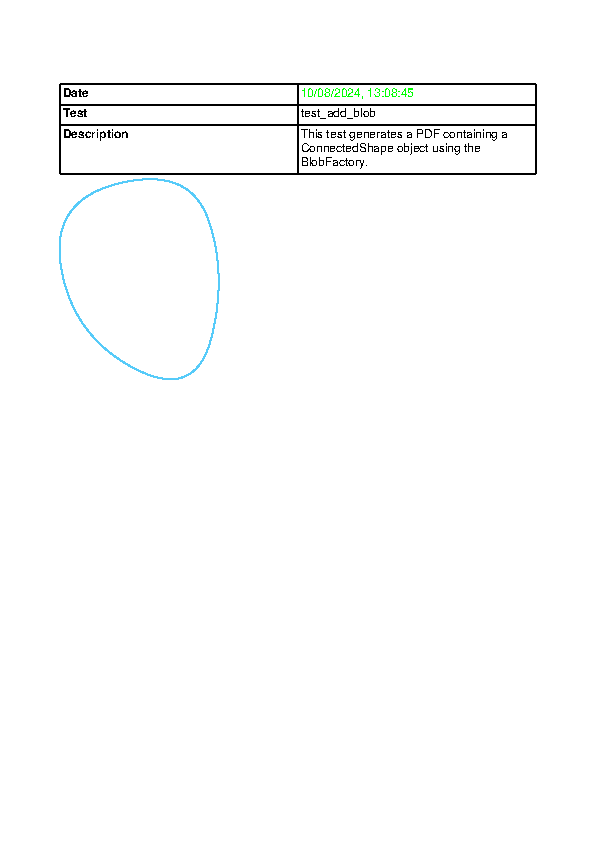 Date 10/08/2024, 13:08:45
Test test_add_blob
Description This test generates a PDF containing a
ConnectedShape object using the
BlobFactory.